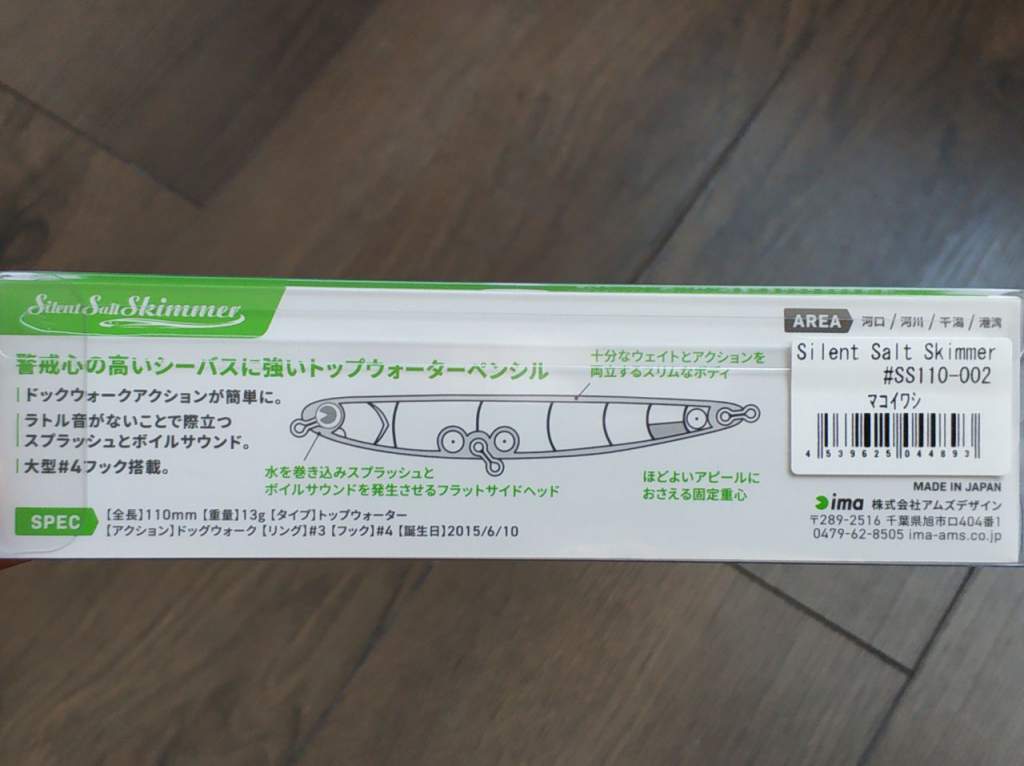 Silent Salt Skimmer
警戒心の高いシーバスに強いトップウォーターペンシル
ドックウォークアクションが簡単に。
ラトル音がないことで際立つ
スプラッシュとボイルサウンド。
大型#4フック搭載。
十分なウェイトとアクションを
両立するスリムなボディ
水を巻き込みスプラッシュと
ボイルサウンドを発生させるフラットサイドヘッド
ほどよいアピールに
おさえる固定重心
SPEC
【全長】110mm【重量】13g【タイプ】トップウォーター
【アクション】ドッグウォーク【リング】#3【フック】#4【誕生日】2015/6/10
AREA 河口 / 河川 / 干潟 / 港湾
Silent Salt Skimmer
#SS110-002
マコイワシ
4 539625 044893
MADE IN JAPAN
ima 株式会社アムズデザイン
〒289-2516 千葉県旭市ロ404番1
0479-62-8505 ima-ams.co.jp